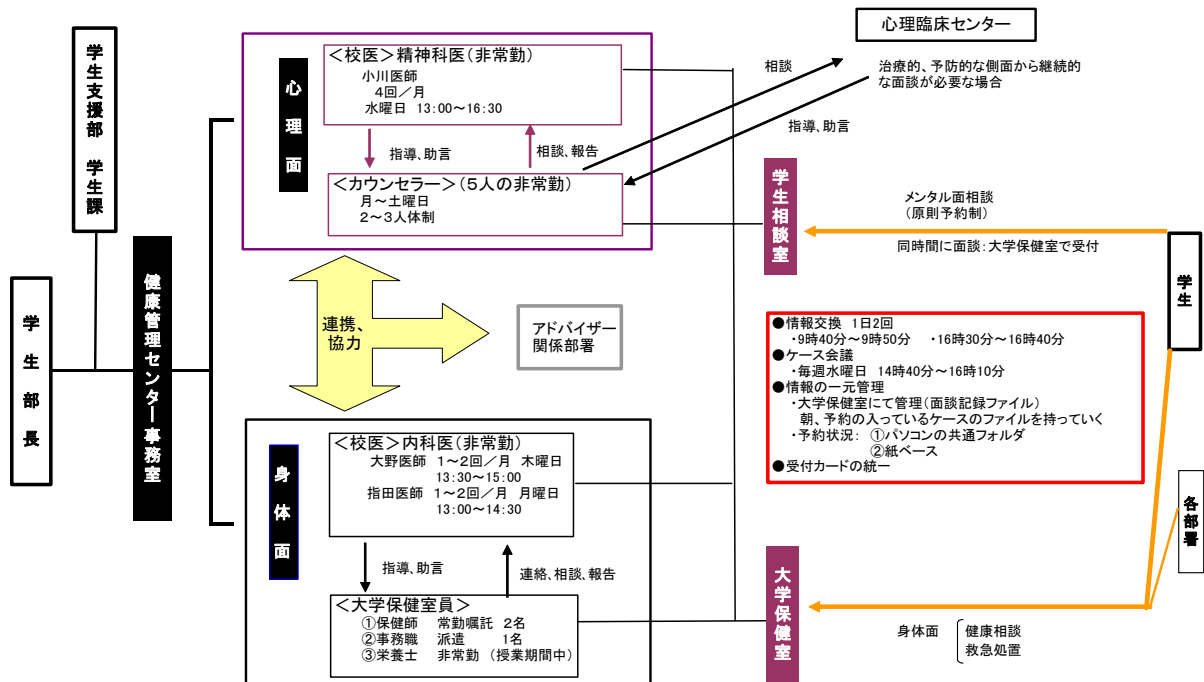 学生支援部 学生課
学生部長
健康管理センター事務室
心理面
＜校医＞精神科医（非常勤）
小川医師
4回／月
水曜日 13:00～16:30
指導、助言
相談、報告
＜カウンセラー＞（５人の非常勤）
月～土曜日
２～３人体制
連携、
協力
アドバイザー
関係部署
身体面
＜校医＞内科医（非常勤）
大野医師 1～2回／月 木曜日
13:30～15:00
指田医師 1～2回／月 月曜日
13:00～14:30
指導、助言
連絡、相談、報告
＜大学保健室員＞
①保健師 常勤嘱託 2名
②事務職 派遣 1名
③栄養士 非常勤 （授業期間中）
心理臨床センター
相談
治療的、予防的な側面から継続的
な面談が必要な場合
指導、助言
学生相談室
メンタル面相談
（原則予約制）
同時間に面談：大学保健室で受付
学生
●情報交換 1日2回
・9時40分～9時50分 ・16時30分～16時40分
●ケース会議
・毎週水曜日 14時40分～16時10分
●情報の一元管理
・大学保健室にて管理（面談記録ファイル）
朝、予約の入っているケースのファイルを持っていく
・予約状況： ①パソコンの共通フォルダ
②紙ベース
●受付カードの統一
各部署
大学保健室
身体面
健康相談
救急処置